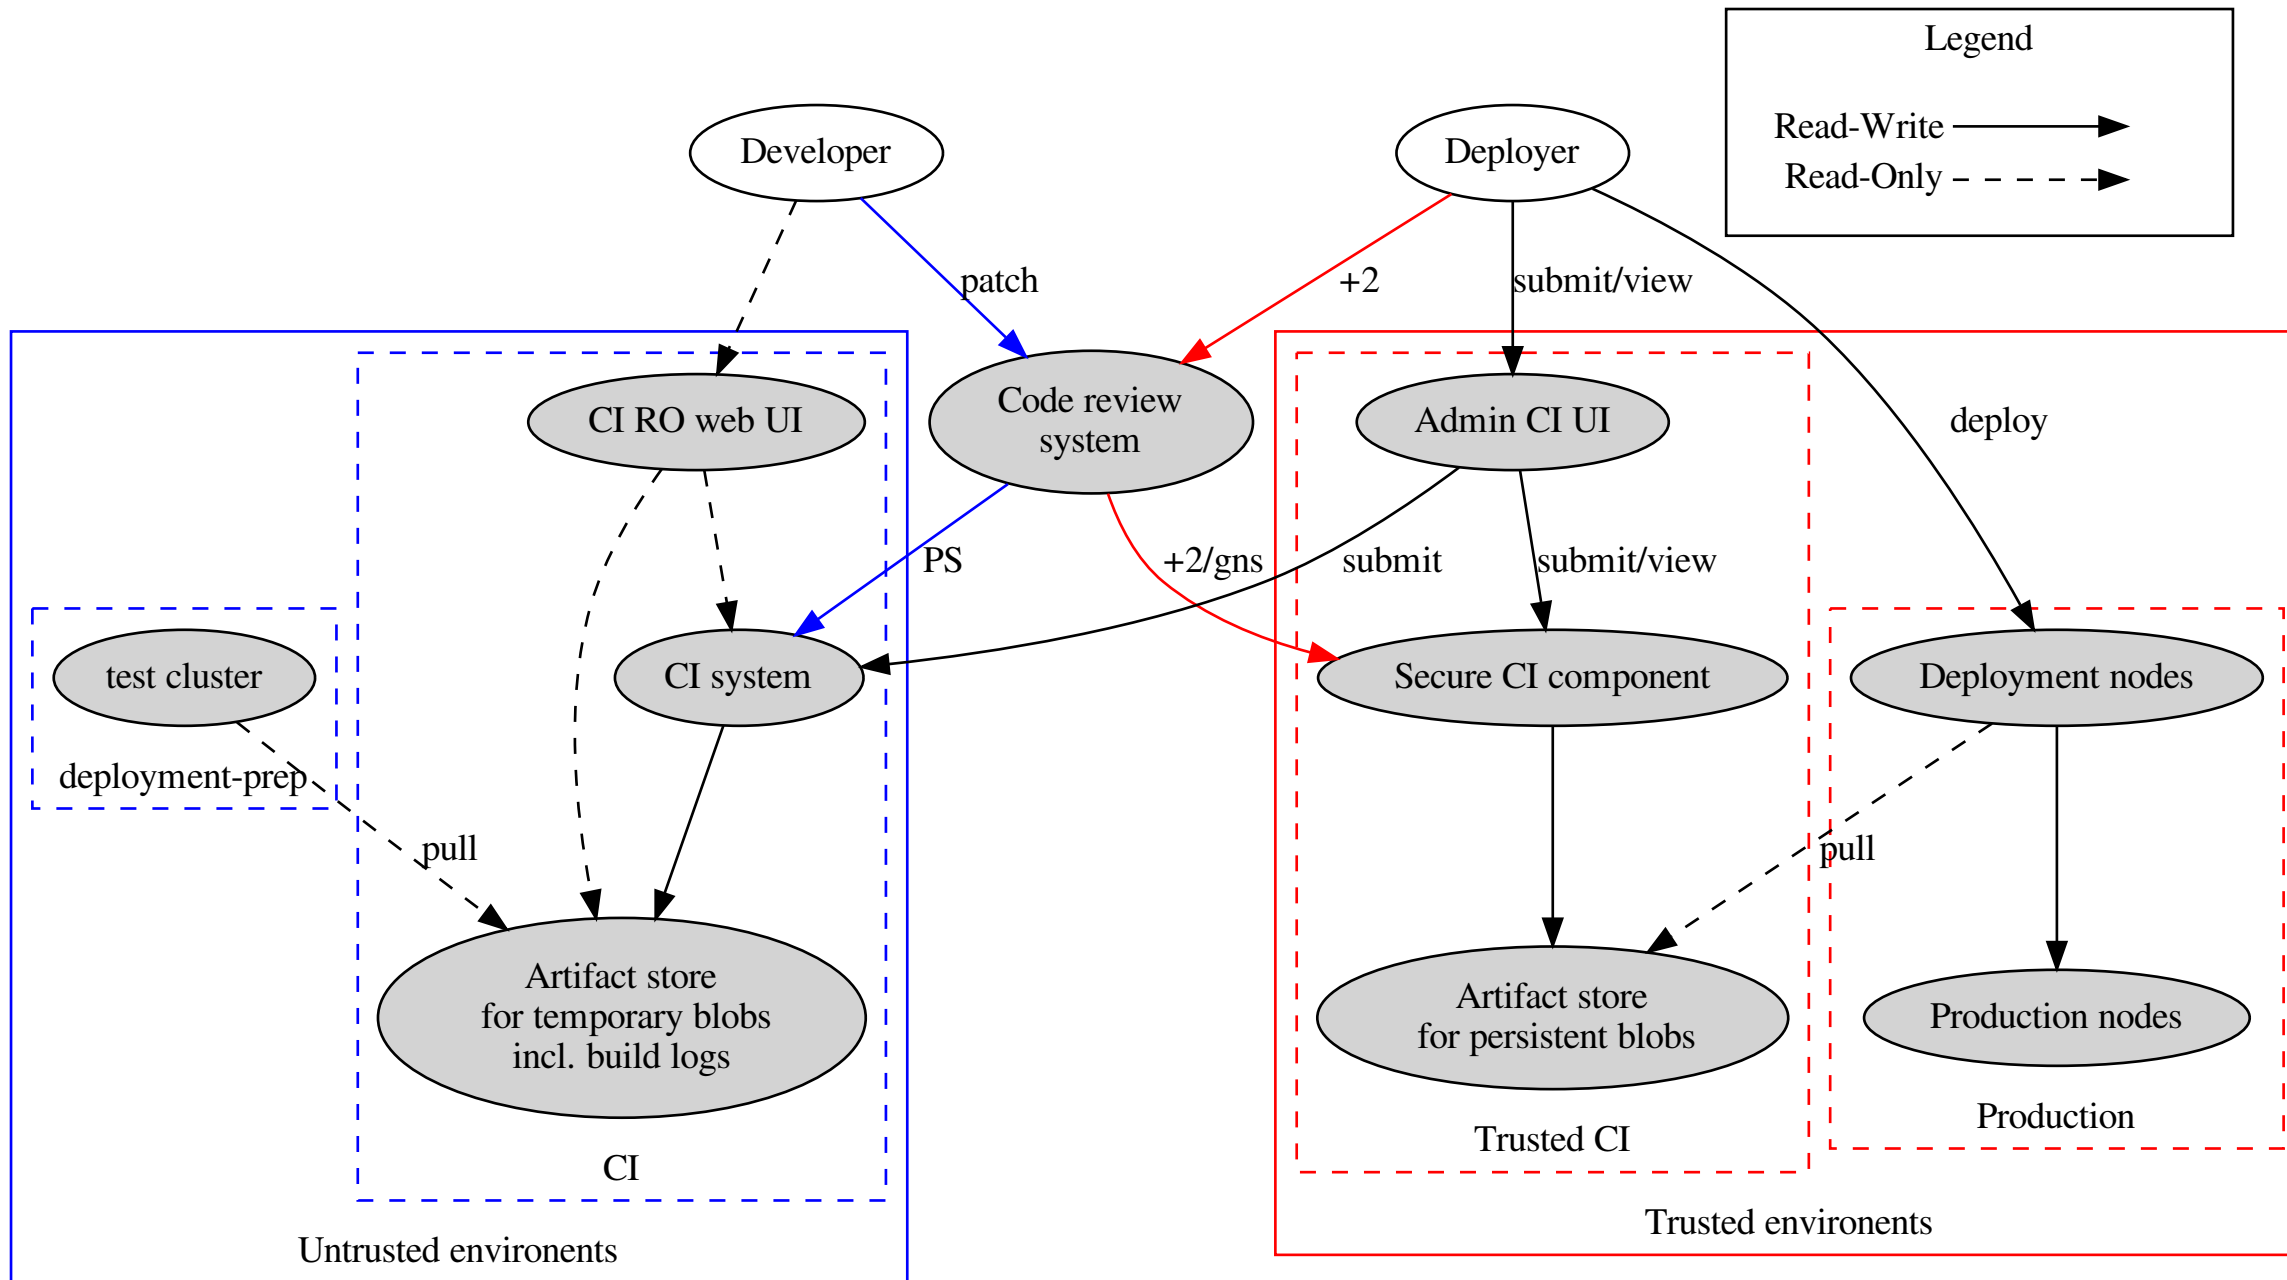 Legend
Read-Write
Read-Only
Developer
Deployer
patch
+2
submit/view
CI RO web UI
Code review
system
Admin CI UI
deploy
PS
+2/gns
submit
submit/view
test cluster
CI system
Secure CI component
Deployment nodes
deployment-prep
pull
pull
Artifact store
for temporary blobs
incl. build logs
Artifact store
for persistent blobs
Production nodes
Production
Trusted CI
CI
Trusted environents
Untrusted environents